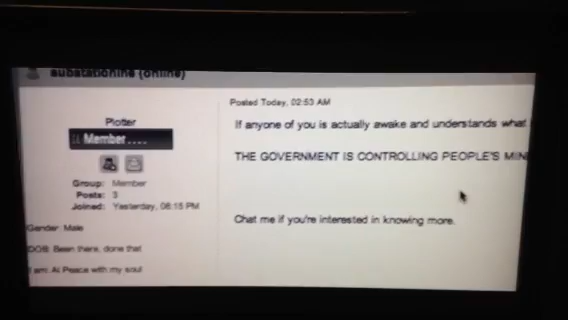 substationine (online)
Posted Today, 02:53 AM
Plotter
Member....
If anyone of you is actually awake and understands what
THE GOVERNMENT IS CONTROLLING PEOPLE'S
Group: Member
Posts: 3
Joined: Yesterday, 08:15 PM
Chat me if you're interested in knowing more.
Gender: Male
DOB: Been there, done that
I am: At Peace with my soul